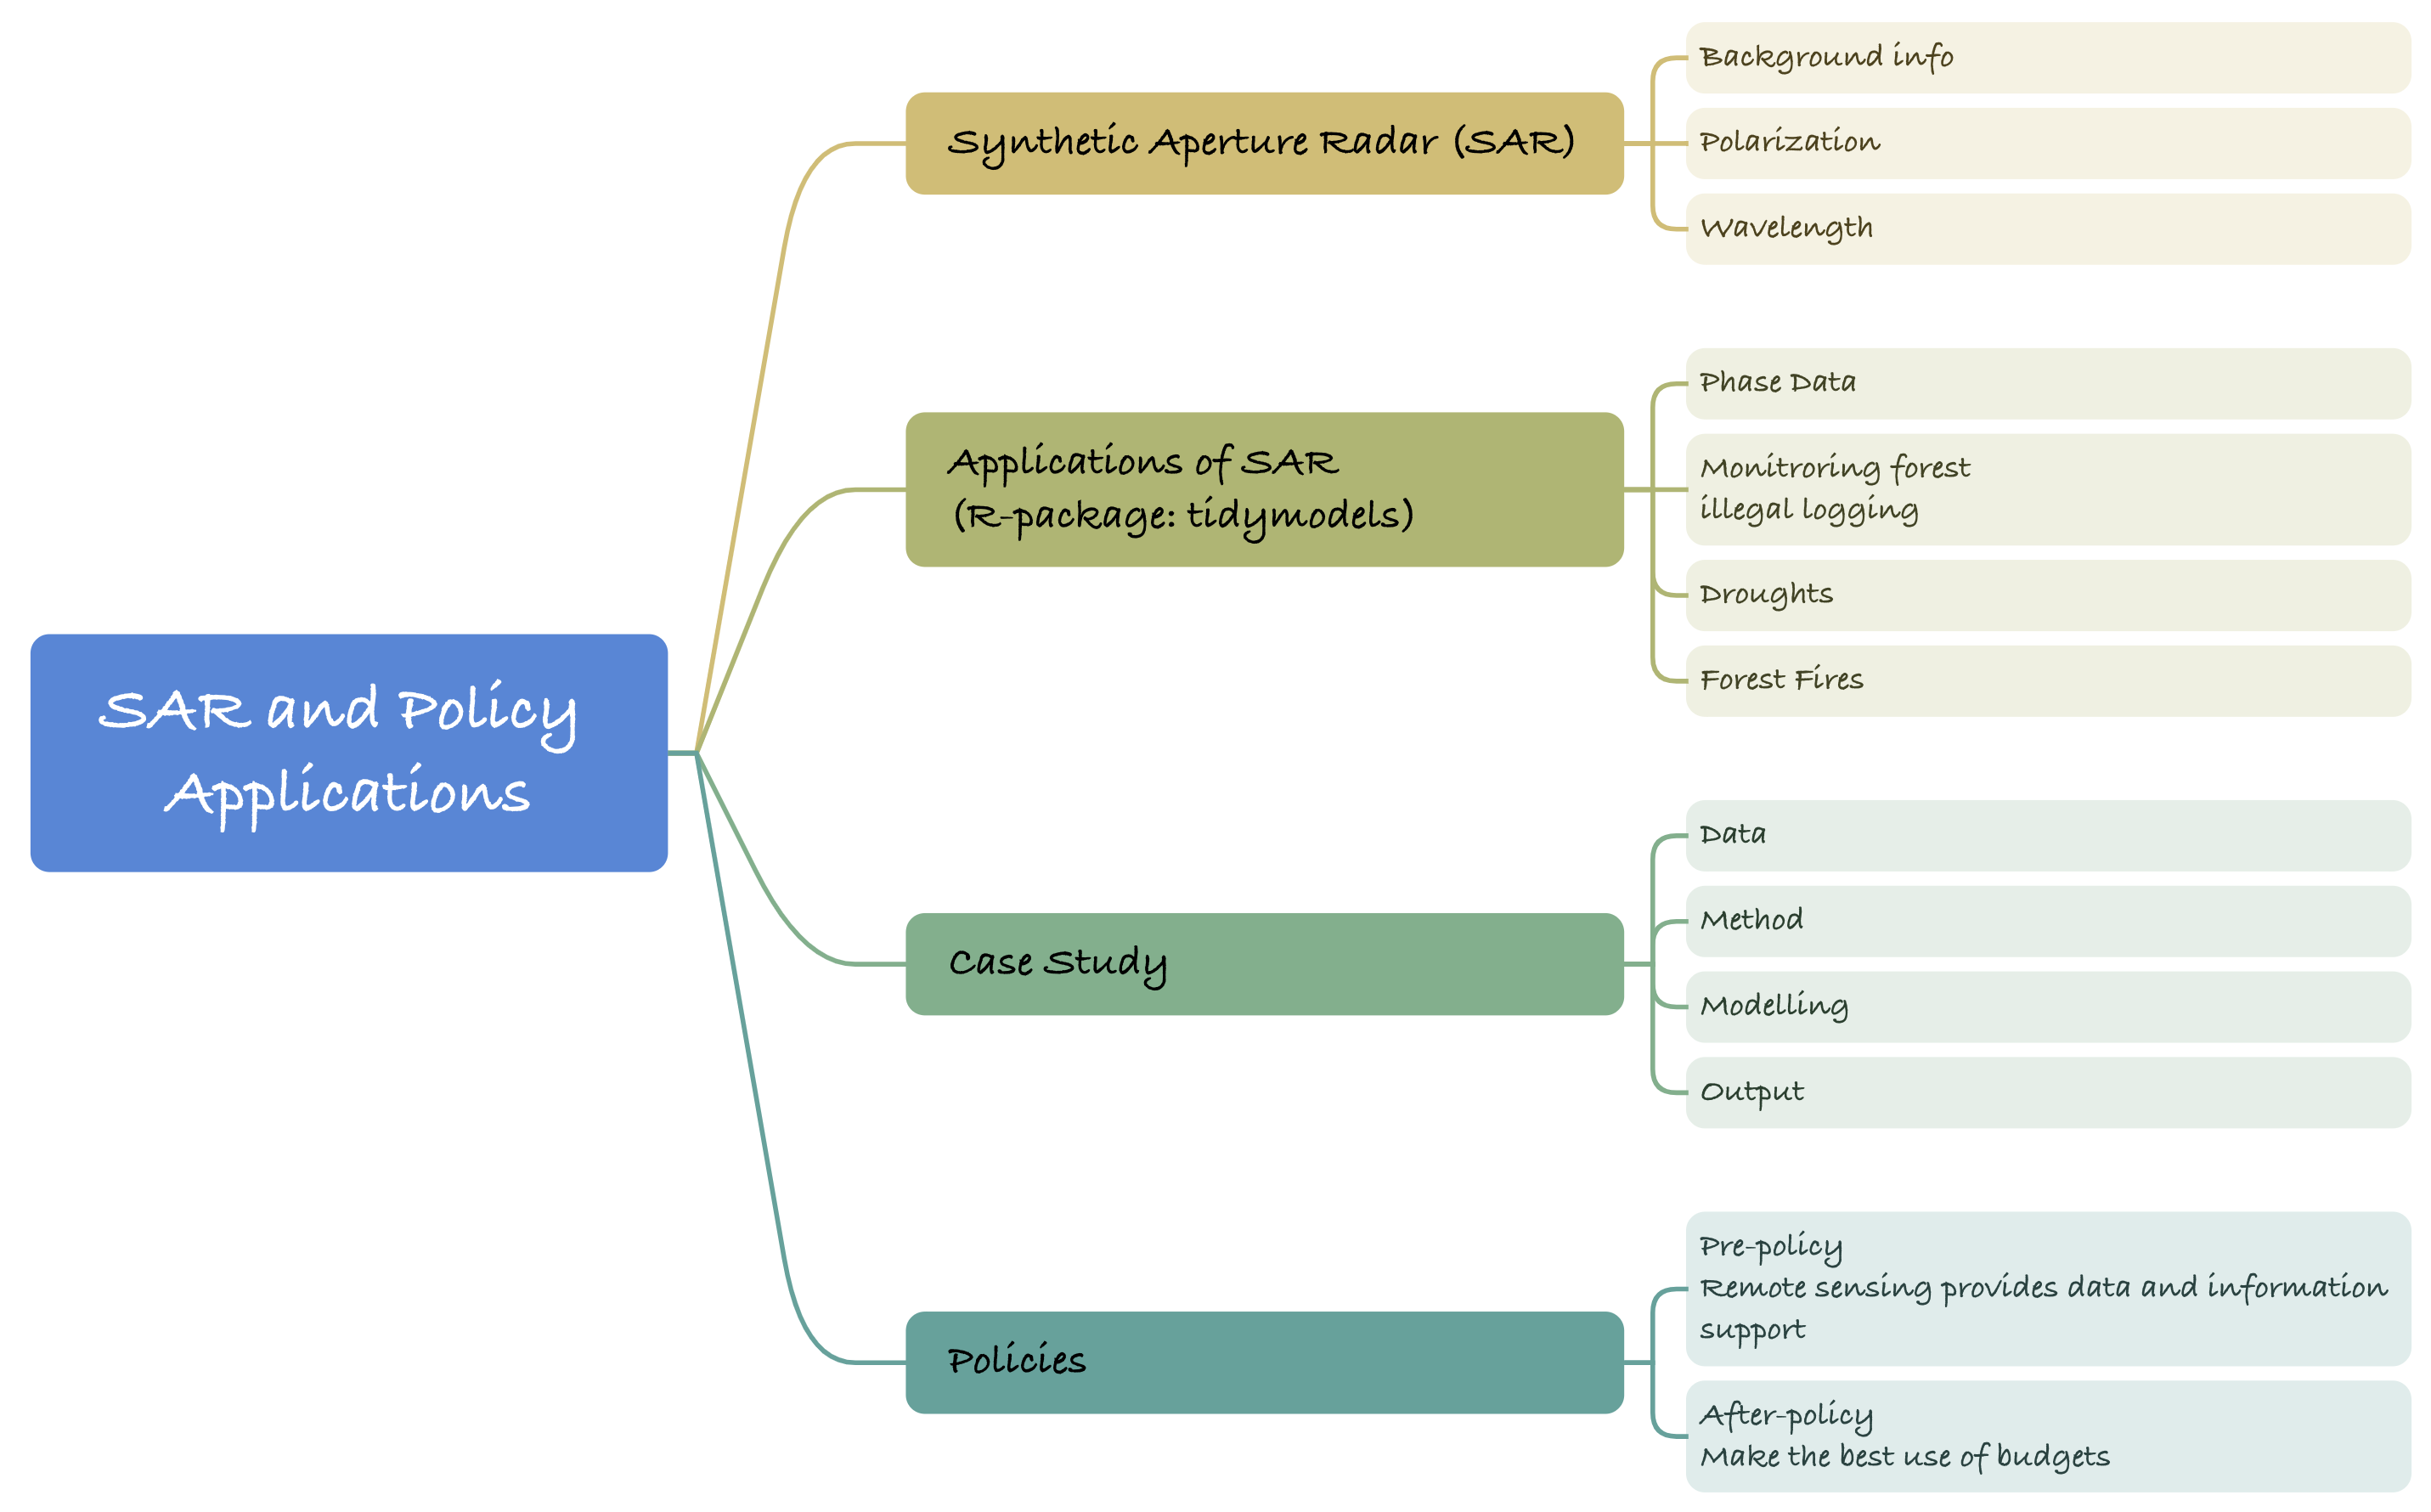 SAR and Policy
Applications
Synthetic Aperture Radar (SAR)
Background info
Polarization
Wavelength
Applications of SAR
(R-package: tidymodels)
Phase Data
Monitroring forest
illegal logging
Droughts
Forest Fires
Case Study
Data
Method
Modelling
Output
Policies
Pre-policy
Remote sensing provides data and information
support
After-policy
Make the best use of budgets